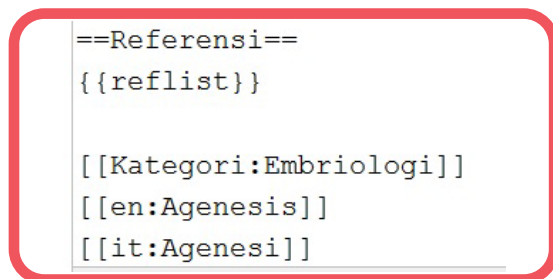 ==Referensi==
{{reflist}}
[[Kategori:Embriologi]]
[[en:Agenesis]]
[[it:Agenesi]]